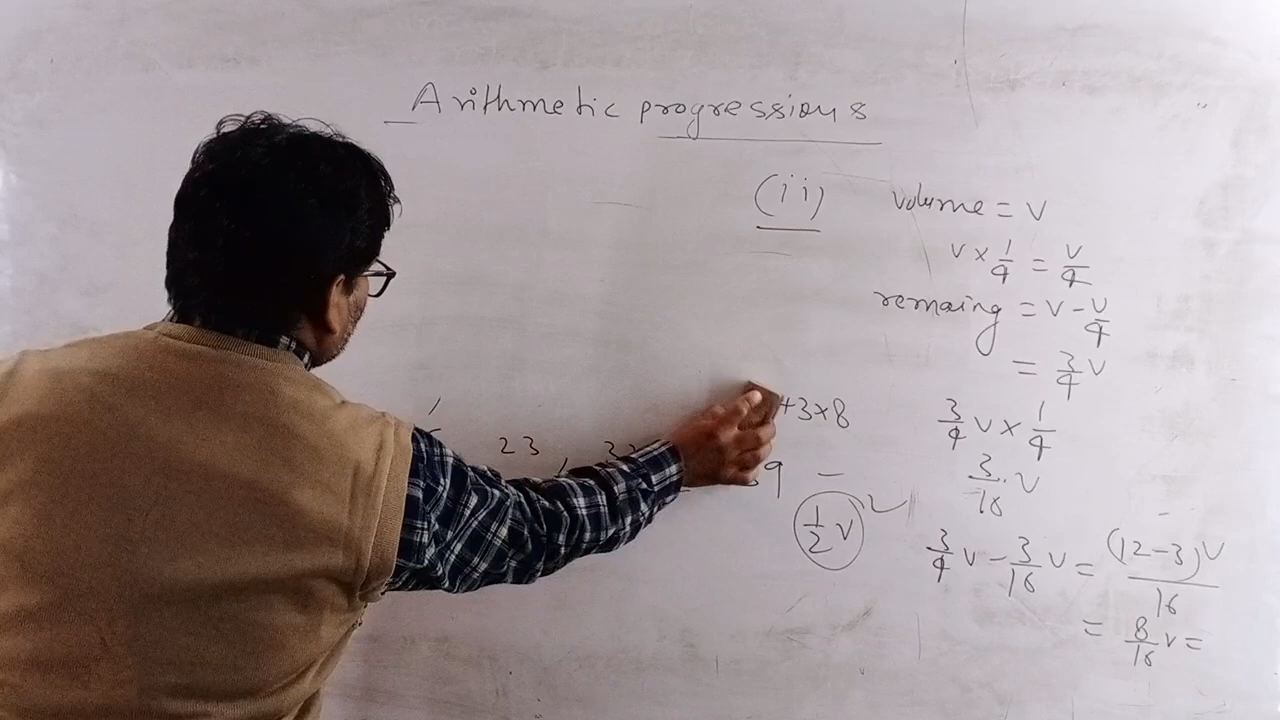 Arithmetic progressions
(ii)
volume = V
V × 1/4 = V/4
remaing = V - V/4
= 3/4 V
3/4 V × 1/4
3/16 . V
3/4 V - 3/16 V = (12-3)V/16
= 8/16 V =
+3×8
23
9 -
1/2 V